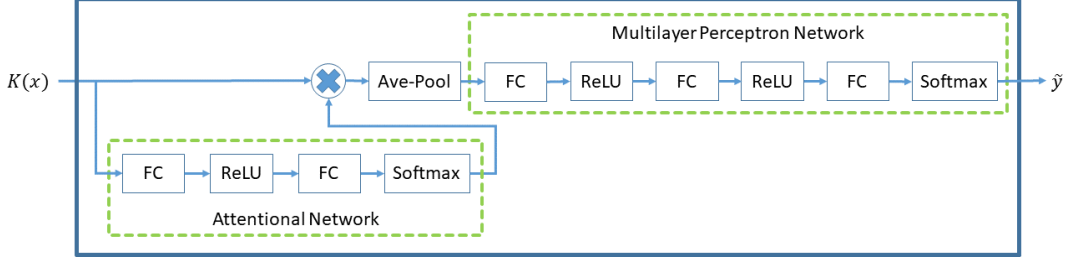 Multilayer Perceptron Network
K(x)
Ave-Pool
FC
ReLU
FC
ReLU
FC
Softmax
ỹ
FC
ReLU
FC
Softmax
Attentional Network